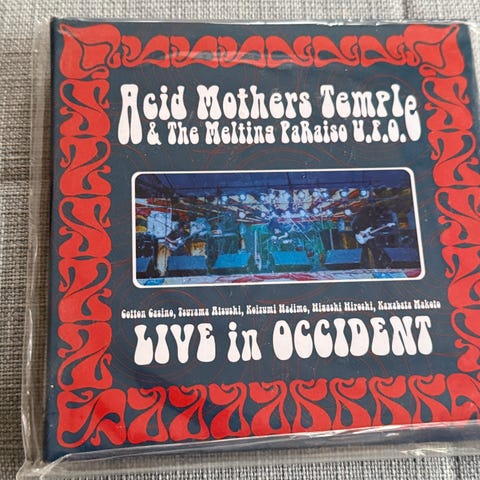 Acid Mothers Temple
& The Melting PaRaiso U.F.O.
Cotton Casino, Tsuyama Atsushi, Koizumi Hajime, Higashi Hiroshi, Kawabata Makoto
LIVE in OCCIDENT